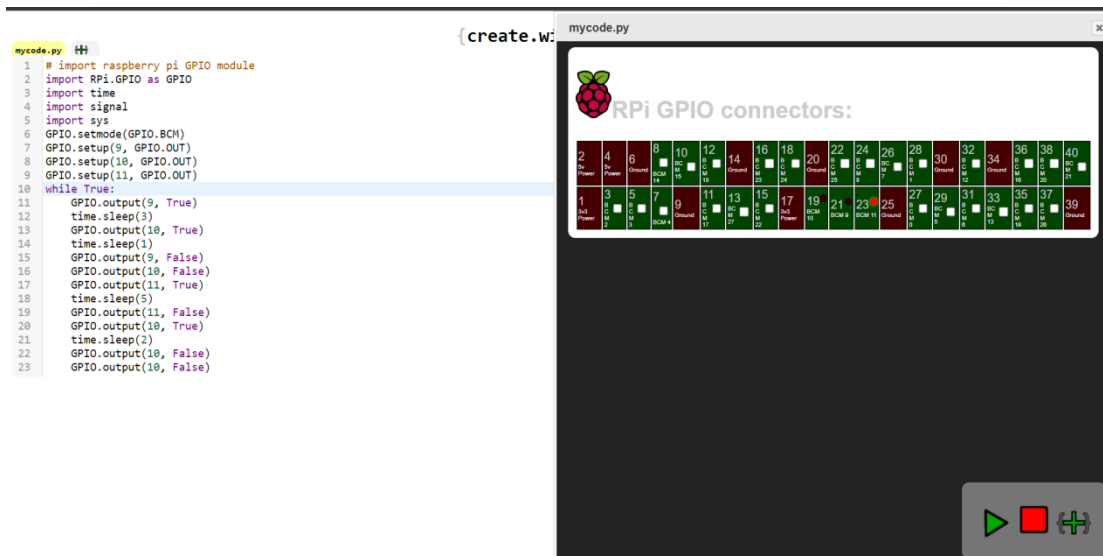 {create.wi
mycode.py
1 # import raspberry pi GPIO module
2 import RPi.GPIO as GPIO
3 import time
4 import signal
5 import sys
6 GPIO.setmode(GPIO.BCM)
7 GPIO.setup(9, GPIO.OUT)
8 GPIO.setup(10, GPIO.OUT)
9 GPIO.setup(11, GPIO.OUT)
10 while True:
11 GPIO.output(9, True)
12 time.sleep(3)
13 GPIO.output(10, True)
14 time.sleep(1)
15 GPIO.output(9, False)
16 GPIO.output(10, False)
17 GPIO.output(11, True)
18 time.sleep(5)
19 GPIO.output(11, False)
20 GPIO.output(10, True)
21 time.sleep(2)
22 GPIO.output(10, False)
23 GPIO.output(10, False)
mycode.py
RPi GPIO connectors:
2 5v Power 4 5v Power 6 Ground 8 BCM 14 10 BCM 15 12 BCM 18 14 Ground 16 BCM 23 18 BCM 24 20 Ground 22 BCM 25 24 BCM 8 26 BCM 7 28 BCM 1 30 Ground 32 BCM 12 34 Ground 36 BCM 16 38 BCM 20 40 BCM 21
1 3v3 Power 3 BCM 2 5 BCM 3 7 BCM 4 9 Ground 11 BCM 17 13 BCM 27 15 BCM 22 17 3v3 Power 19 BCM 10 21 BCM 9 23 BCM 11 25 Ground 27 BCM 0 29 BCM 5 31 BCM 6 33 BCM 13 35 BCM 19 37 BCM 26 39 Ground